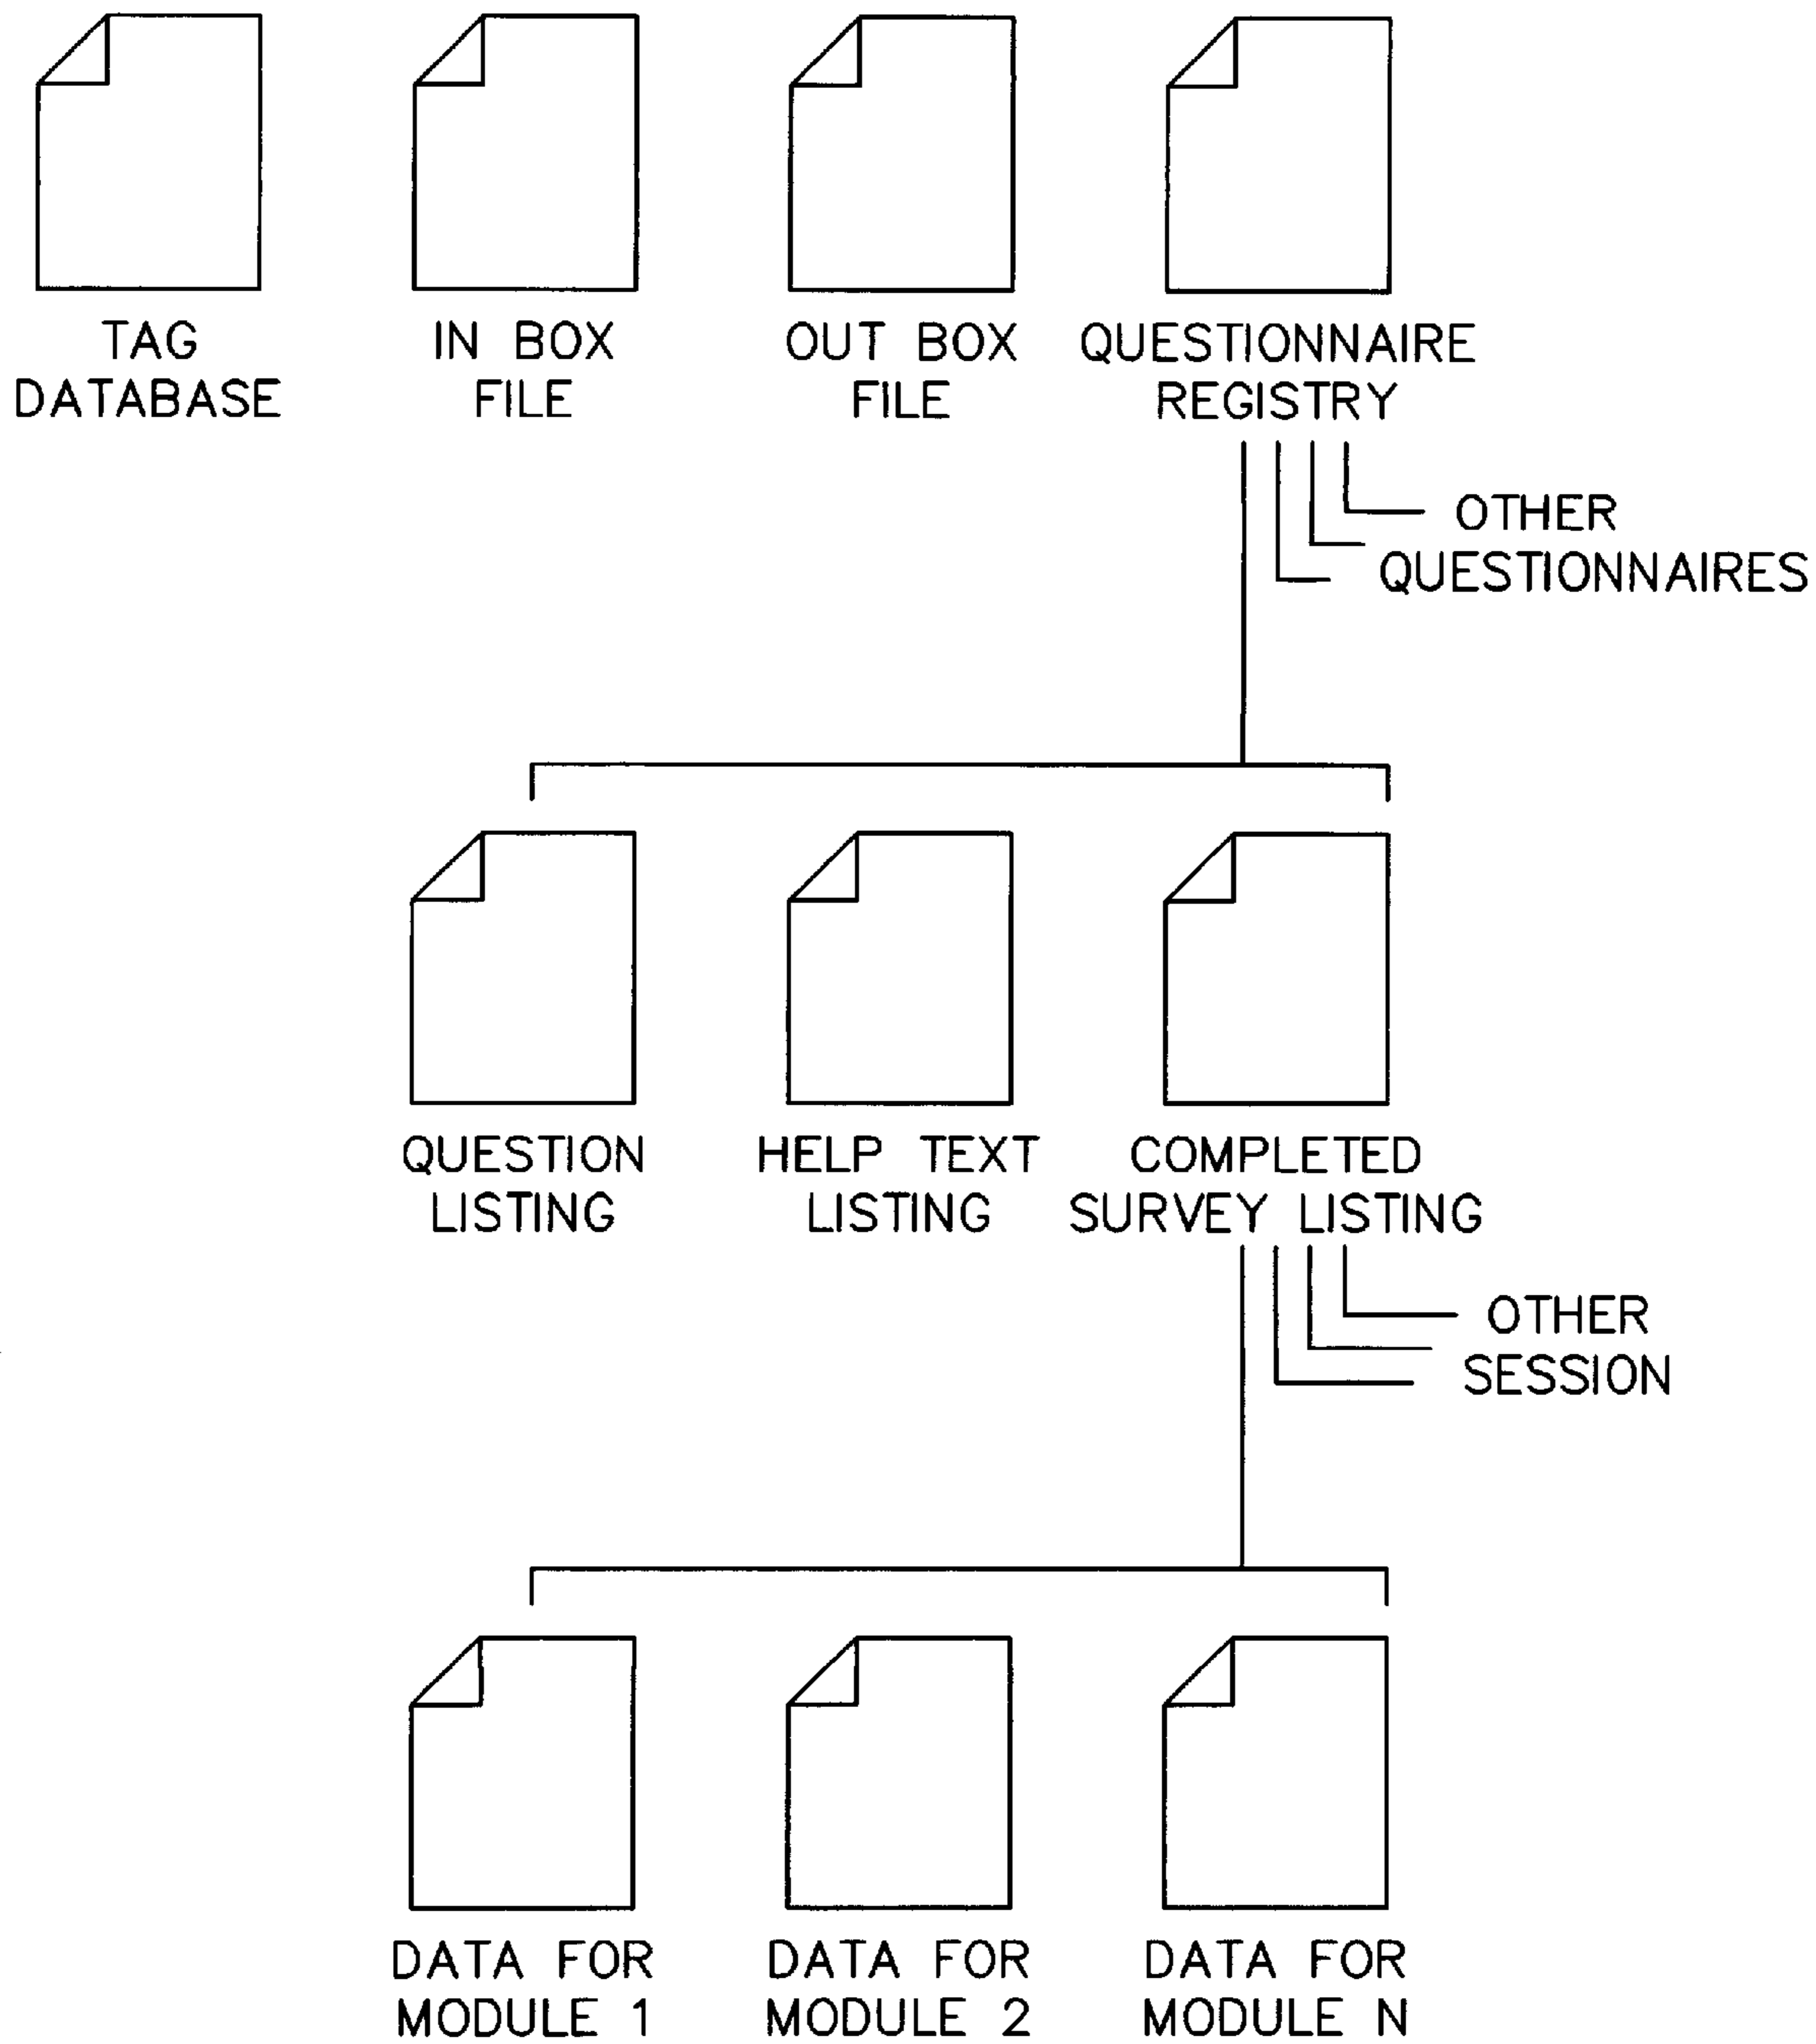 TAG
DATABASE
IN BOX
FILE
OUT BOX
FILE
QUESTIONNAIRE
REGISTRY
OTHER
QUESTIONNAIRES
QUESTION
LISTING
HELP TEXT
LISTING
COMPLETED
SURVEY LISTING
OTHER
SESSION
DATA FOR
MODULE 1
DATA FOR
MODULE 2
DATA FOR
MODULE N